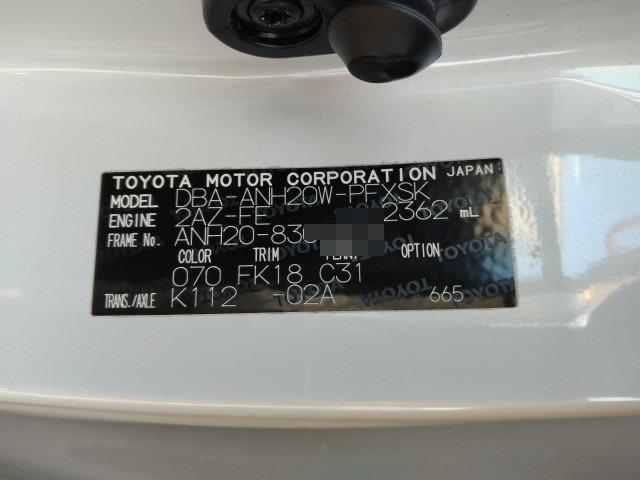 TOYOTA MOTOR CORPORATION JAPAN
MODEL DBA-ANH20W-PFXSK
ENGINE 2AZ-FE 2362 mL
FRAME No. ANH20-83
COLOR TRIM PLANT OPTION
070 FK18 C31
TRANS./AXLE K112 -02A 665